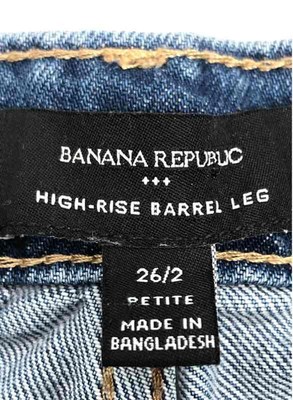 BANANA REPUBLIC
+++
HIGH-RISE BARREL LEG
26/2
PETITE
MADE IN
BANGLADESH